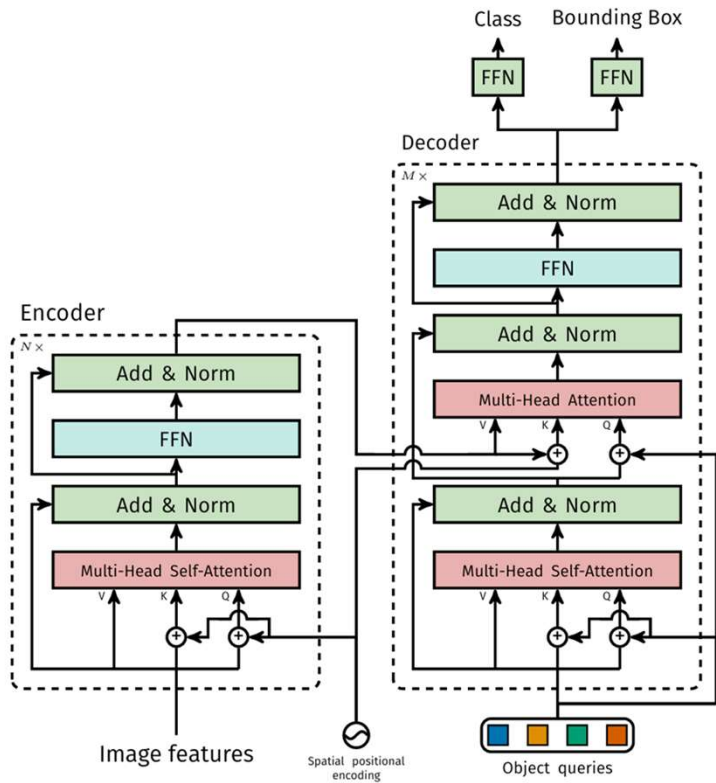 Class
Bounding Box
FFN
FFN
Decoder
M×
Add & Norm
FFN
Add & Norm
Multi-Head Attention
V
K
Q
+
+
Add & Norm
Multi-Head Self-Attention
V
K
Q
+
+
Encoder
N×
Add & Norm
FFN
Add & Norm
Multi-Head Self-Attention
V
K
Q
+
+
Image features
Spatial positional
encoding
Object queries